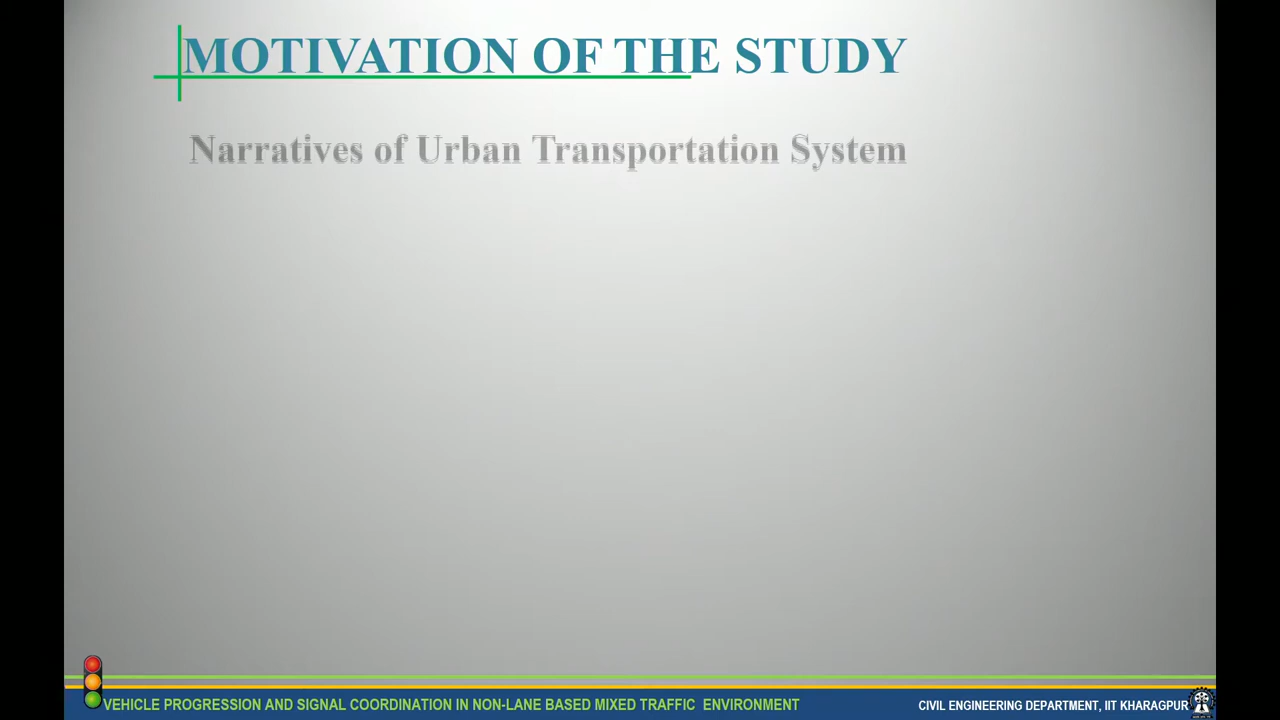 MOTIVATION OF THE STUDY
Narratives of Urban Transportation System
VEHICLE PROGRESSION AND SIGNAL COORDINATION IN NON-LANE BASED MIXED TRAFFIC ENVIRONMENT
CIVIL ENGINEERING DEPARTMENT, IIT KHARAGPUR